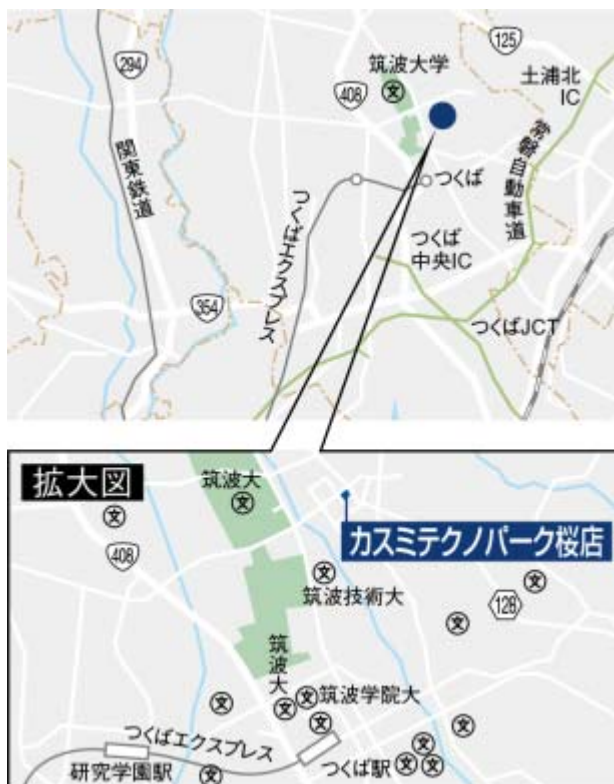 125
294
筑波大学
土浦北
IC
408
常磐自動車道
関東鉄道
つくば
つくばエクスプレス
つくば
中央IC
354
つくばJCT
拡大図
筑波大
文
文
カスミテクノパーク桜店
408
文
筑波技術大
文
128
文
筑波大
文
文
筑波学院大
文
文
文
つくばエクスプレス
文
研究学園駅
文
つくば駅
文
文
文